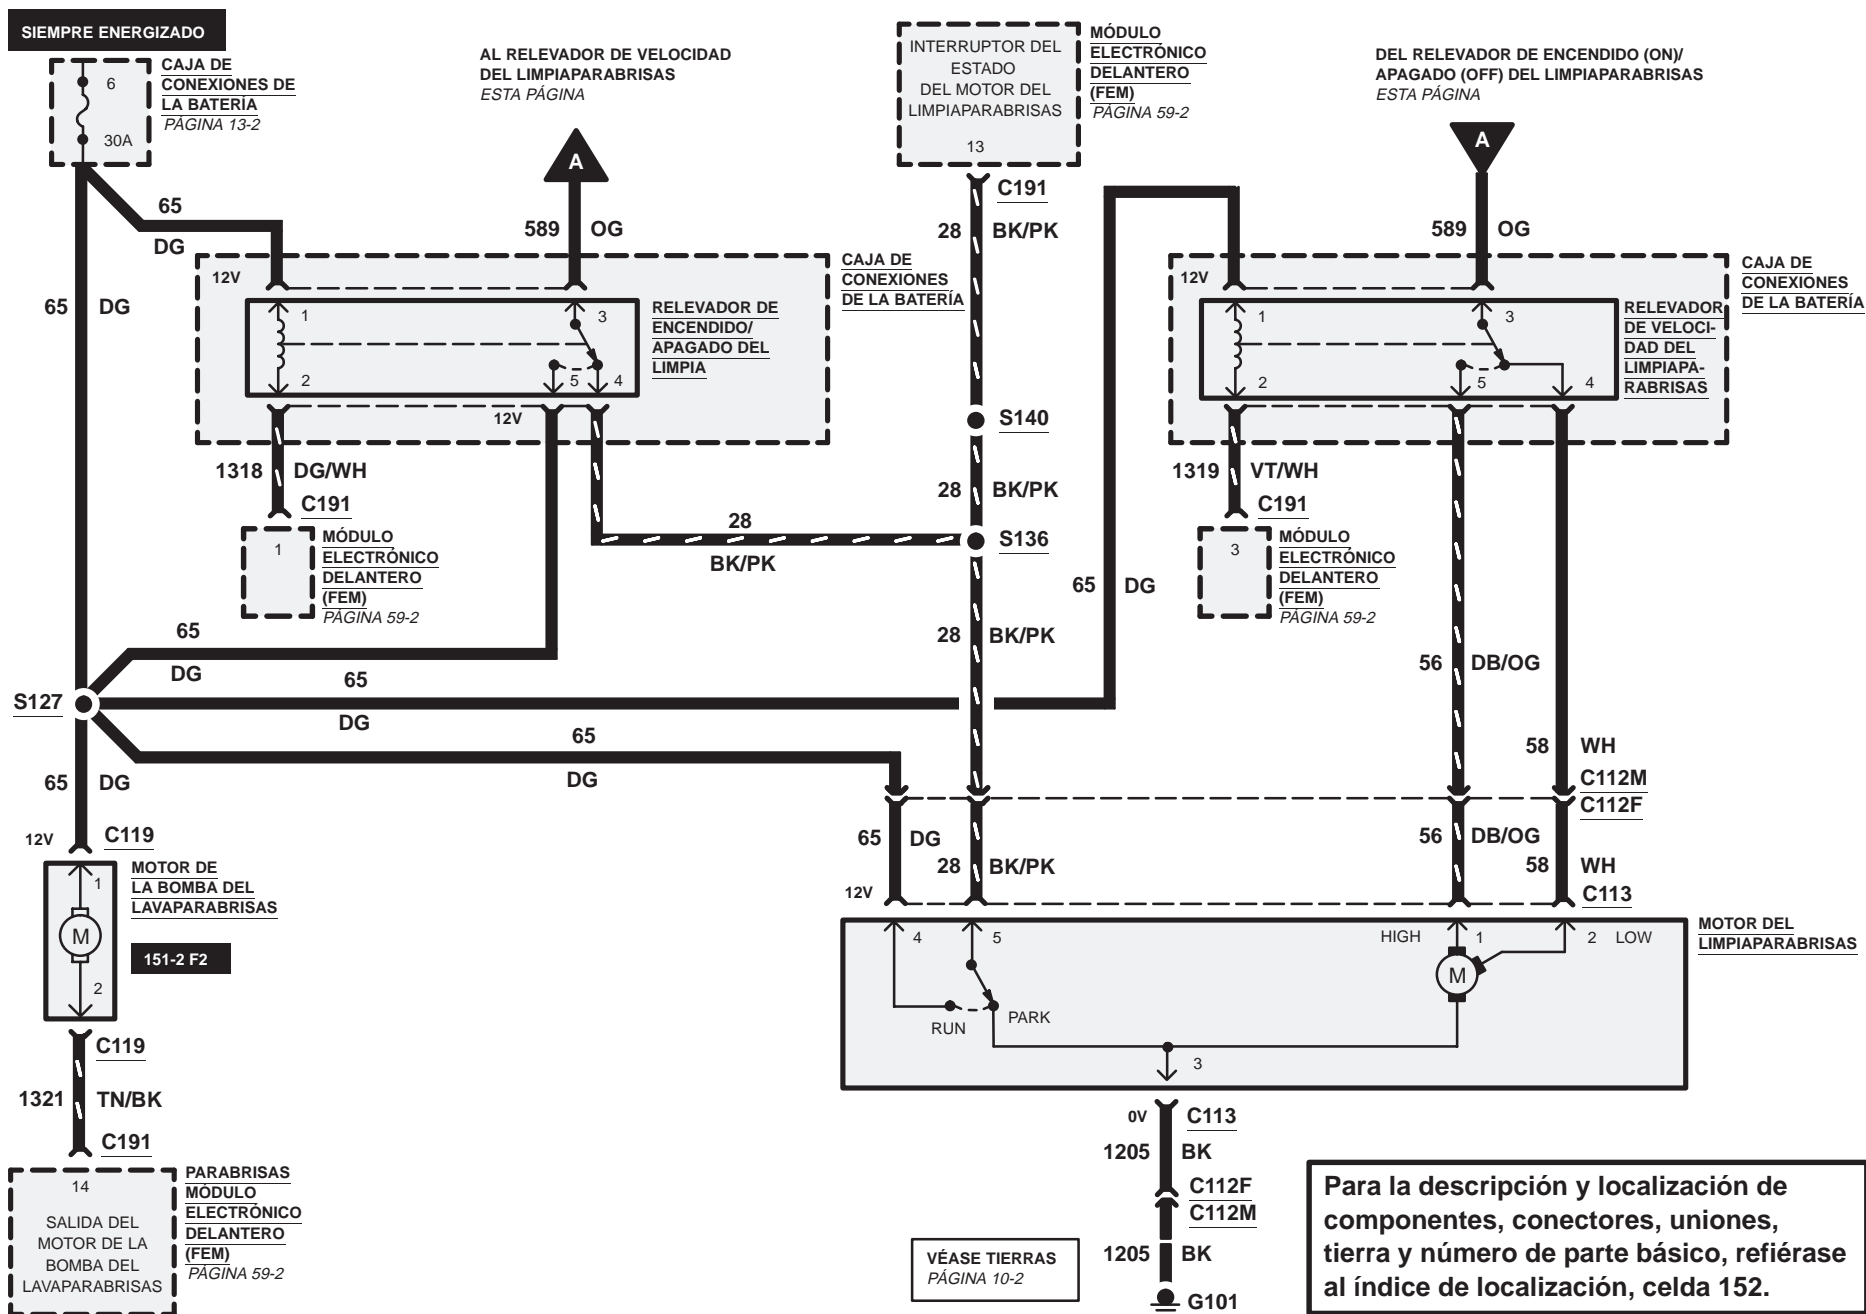 SIEMPRE ENERGIZADO
6
30A
CAJA DE
CONEXIONES DE
LA BATERÍA
PÁGINA 13-2
AL RELEVADOR DE VELOCIDAD
DEL LIMPIAPARABRISAS
ESTA PÁGINA
A
INTERRUPTOR DEL
ESTADO
DEL MOTOR DEL
LIMPIAPARABRISAS
13
MÓDULO
ELECTRÓNICO
DELANTERO
(FEM)
PÁGINA 59-2
DEL RELEVADOR DE ENCENDIDO (ON)/
APAGADO (OFF) DEL LIMPIAPARABRISAS
ESTA PÁGINA
A
65
DG
589 OG
C191
28 BK/PK
589 OG
65 DG
12V
CAJA DE
CONEXIONES
DE LA BATERÍA
1
2
3
5
4
RELEVADOR DE
ENCENDIDO/
APAGADO DEL
LIMPIA
12V
12V
CAJA DE
CONEXIONES
DE LA BATERÍA
1
2
3
5
4
RELEVADOR
DE VELOCI-
DAD DEL
LIMPIAPA-
RABRISAS
S140
1318 DG/WH
C191
1
MÓDULO
ELECTRÓNICO
DELANTERO
(FEM)
PÁGINA 59-2
28 BK/PK
28
BK/PK
S136
1319 VT/WH
C191
3
MÓDULO
ELECTRÓNICO
DELANTERO
(FEM)
PÁGINA 59-2
65 DG
28 BK/PK
65
DG
56 DB/OG
S127
65
DG
65
DG
58 WH
C112M
C112F
65 DG
12V
C119
65 DG
28 BK/PK
56 DB/OG
58 WH
12V
C113
1
M
2
MOTOR DE
LA BOMBA DEL
LAVAPARABRISAS
151-2 F2
4
5
RUN
PARK
HIGH
1
2 LOW
M
3
MOTOR DEL
LIMPIAPARABRISAS
C119
1321 TN/BK
C191
14
SALIDA DEL
MOTOR DE LA
BOMBA DEL
LAVAPARABRISAS
PARABRISAS
MÓDULO
ELECTRÓNICO
DELANTERO
(FEM)
PÁGINA 59-2
0V
C113
1205 BK
C112F
C112M
1205 BK
G101
VÉASE TIERRAS
PÁGINA 10-2
Para la descripción y localización de
componentes, conectores, uniones,
tierra y número de parte básico, refiérase
al índice de localización, celda 152.